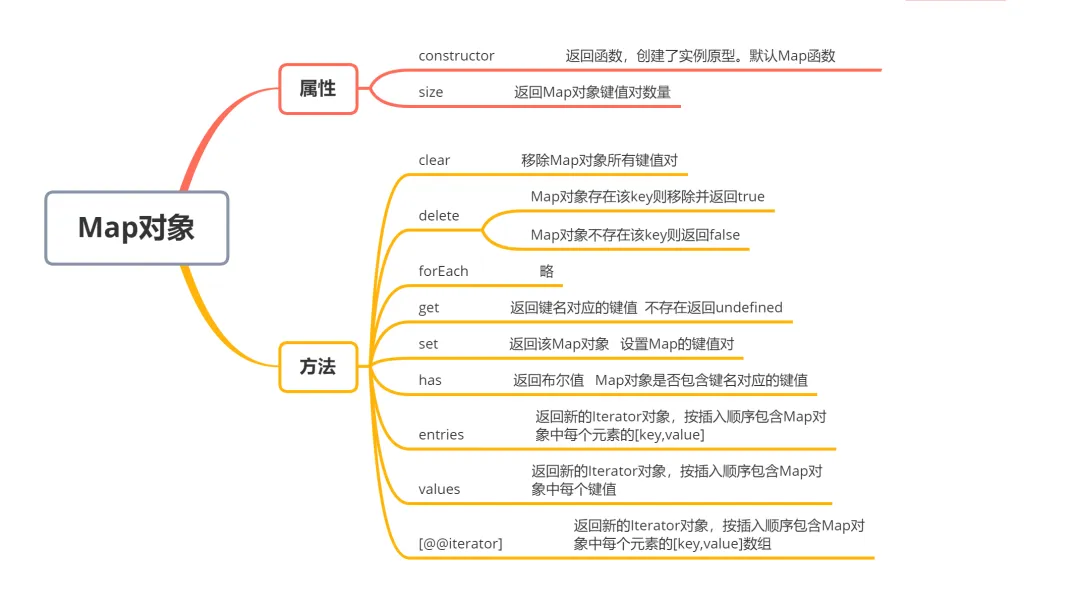 Map对象
属性
constructor 返回函数，创建了实例原型。默认Map函数
size 返回Map对象键值对数量
方法
clear 移除Map对象所有键值对
delete
Map对象存在该key则移除并返回true
Map对象不存在该key则返回false
forEach 略
get 返回键名对应的键值 不存在返回undefined
set 返回该Map对象 设置Map的键值对
has 返回布尔值 Map对象是否包含键名对应的键值
entries
返回新的Iterator对象，按插入顺序包含Map对
象中每个元素的[key,value]
values
返回新的Iterator对象，按插入顺序包含Map对
象中每个键值
[@@iterator]
返回新的Iterator对象，按插入顺序包含Map对
象中每个元素的[key,value]数组